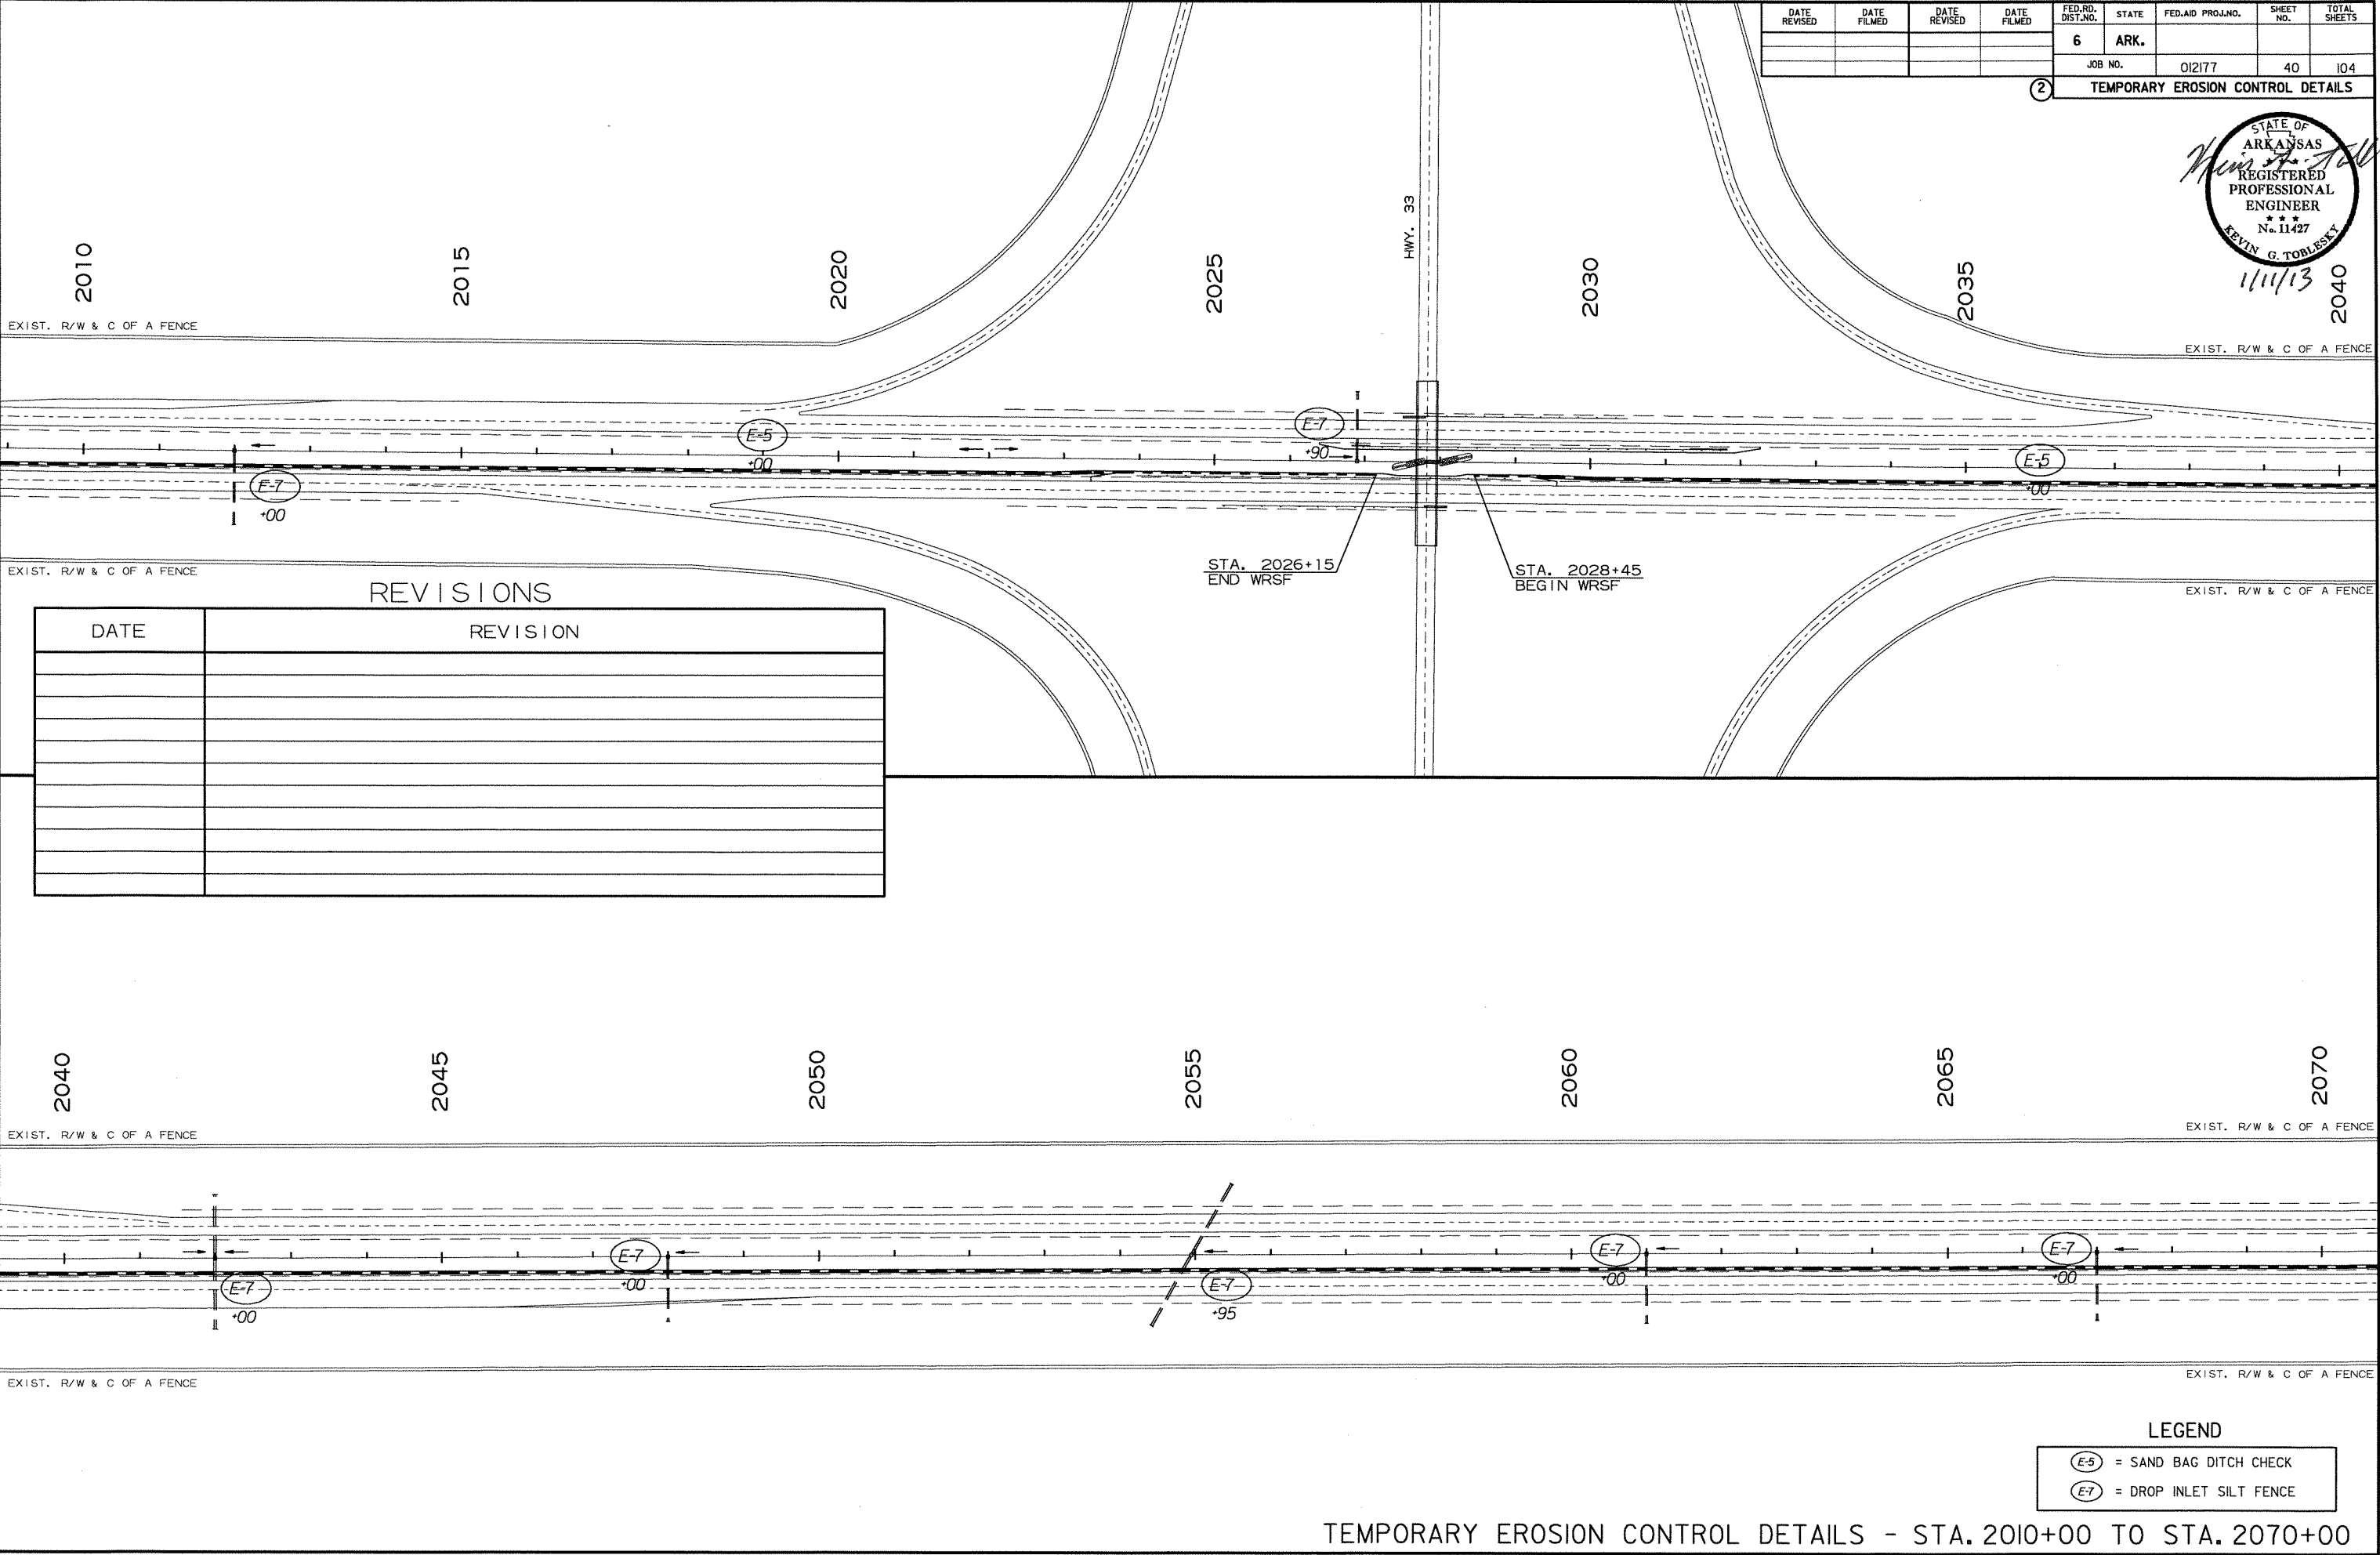 DATE REVISED
DATE FILMED
DATE REVISED
DATE FILMED
FED.RD. DIST.NO.
STATE
FED.AID PROJ.NO.
SHEET NO.
TOTAL SHEETS
6
ARK.
JOB NO.
012177
40
104
2
TEMPORARY EROSION CONTROL DETAILS
STATE OF
ARKANSAS
REGISTERED
PROFESSIONAL
ENGINEER
No. 11427
KEVIN G. TOBLESKY
1/11/13
2010
2015
2020
2025
HWY. 33
2030
2035
2040
EXIST. R/W & C OF A FENCE
EXIST. R/W & C OF A FENCE
E-5
+00
E-7
+90
E-5
+00
E-7
+00
STA. 2026+15
END WRSF
STA. 2028+45
BEGIN WRSF
EXIST. R/W & C OF A FENCE
EXIST. R/W & C OF A FENCE
REVISIONS
DATE
REVISION
2040
2045
2050
2055
2060
2065
2070
EXIST. R/W & C OF A FENCE
EXIST. R/W & C OF A FENCE
E-7
+00
E-7
+00
E-7
+95
E-7
+00
E-7
+00
EXIST. R/W & C OF A FENCE
EXIST. R/W & C OF A FENCE
LEGEND
E-5 = SAND BAG DITCH CHECK
E-7 = DROP INLET SILT FENCE
TEMPORARY EROSION CONTROL DETAILS - STA. 2010+00 TO STA. 2070+00